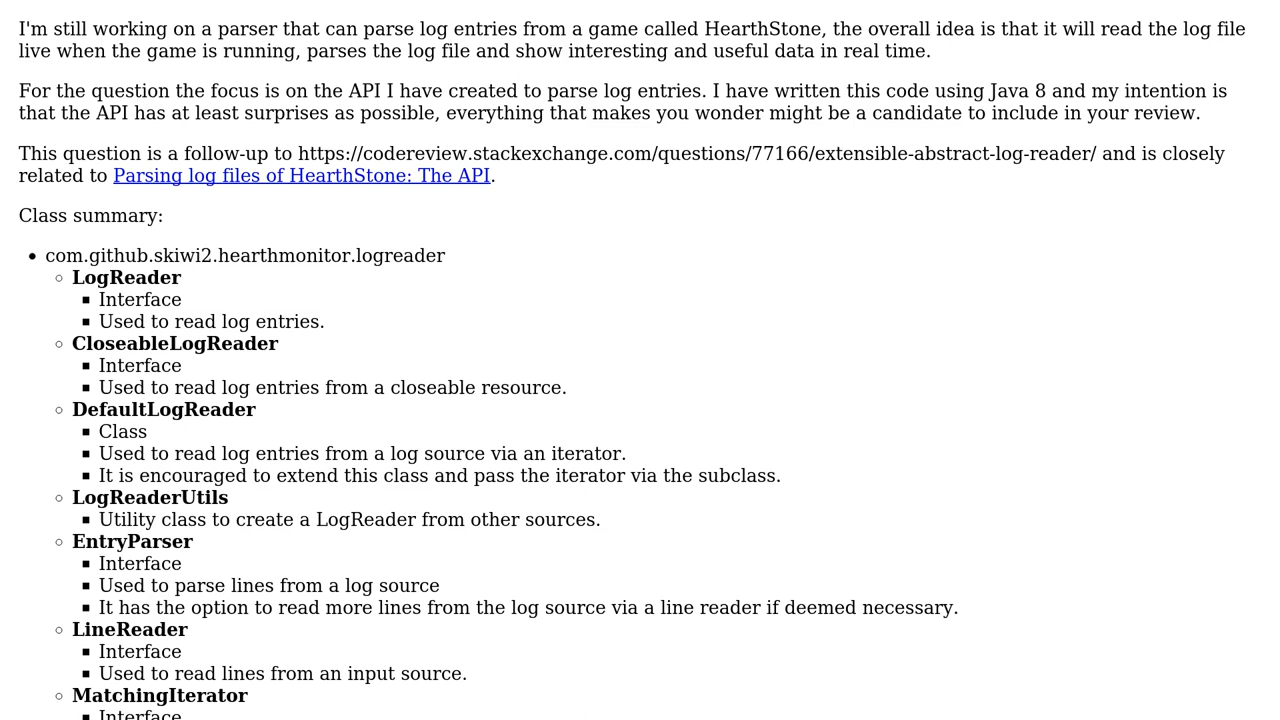 I'm still working on a parser that can parse log entries from a game called HearthStone, the overall idea is that it will read the log file
live when the game is running, parses the log file and show interesting and useful data in real time.
For the question the focus is on the API I have created to parse log entries. I have written this code using Java 8 and my intention is
that the API has at least surprises as possible, everything that makes you wonder might be a candidate to include in your review.
This question is a follow-up to https://codereview.stackexchange.com/questions/77166/extensible-abstract-log-reader/ and is closely
related to Parsing log files of HearthStone: The API.
Class summary:
com.github.skiwi2.hearthmonitor.logreader
LogReader
Interface
Used to read log entries.
CloseableLogReader
Interface
Used to read log entries from a closeable resource.
DefaultLogReader
Class
Used to read log entries from a log source via an iterator.
It is encouraged to extend this class and pass the iterator via the subclass.
LogReaderUtils
Utility class to create a LogReader from other sources.
EntryParser
Interface
Used to parse lines from a log source
It has the option to read more lines from the log source via a line reader if deemed necessary.
LineReader
Interface
Used to read lines from an input source.
MatchingIterator
Interface